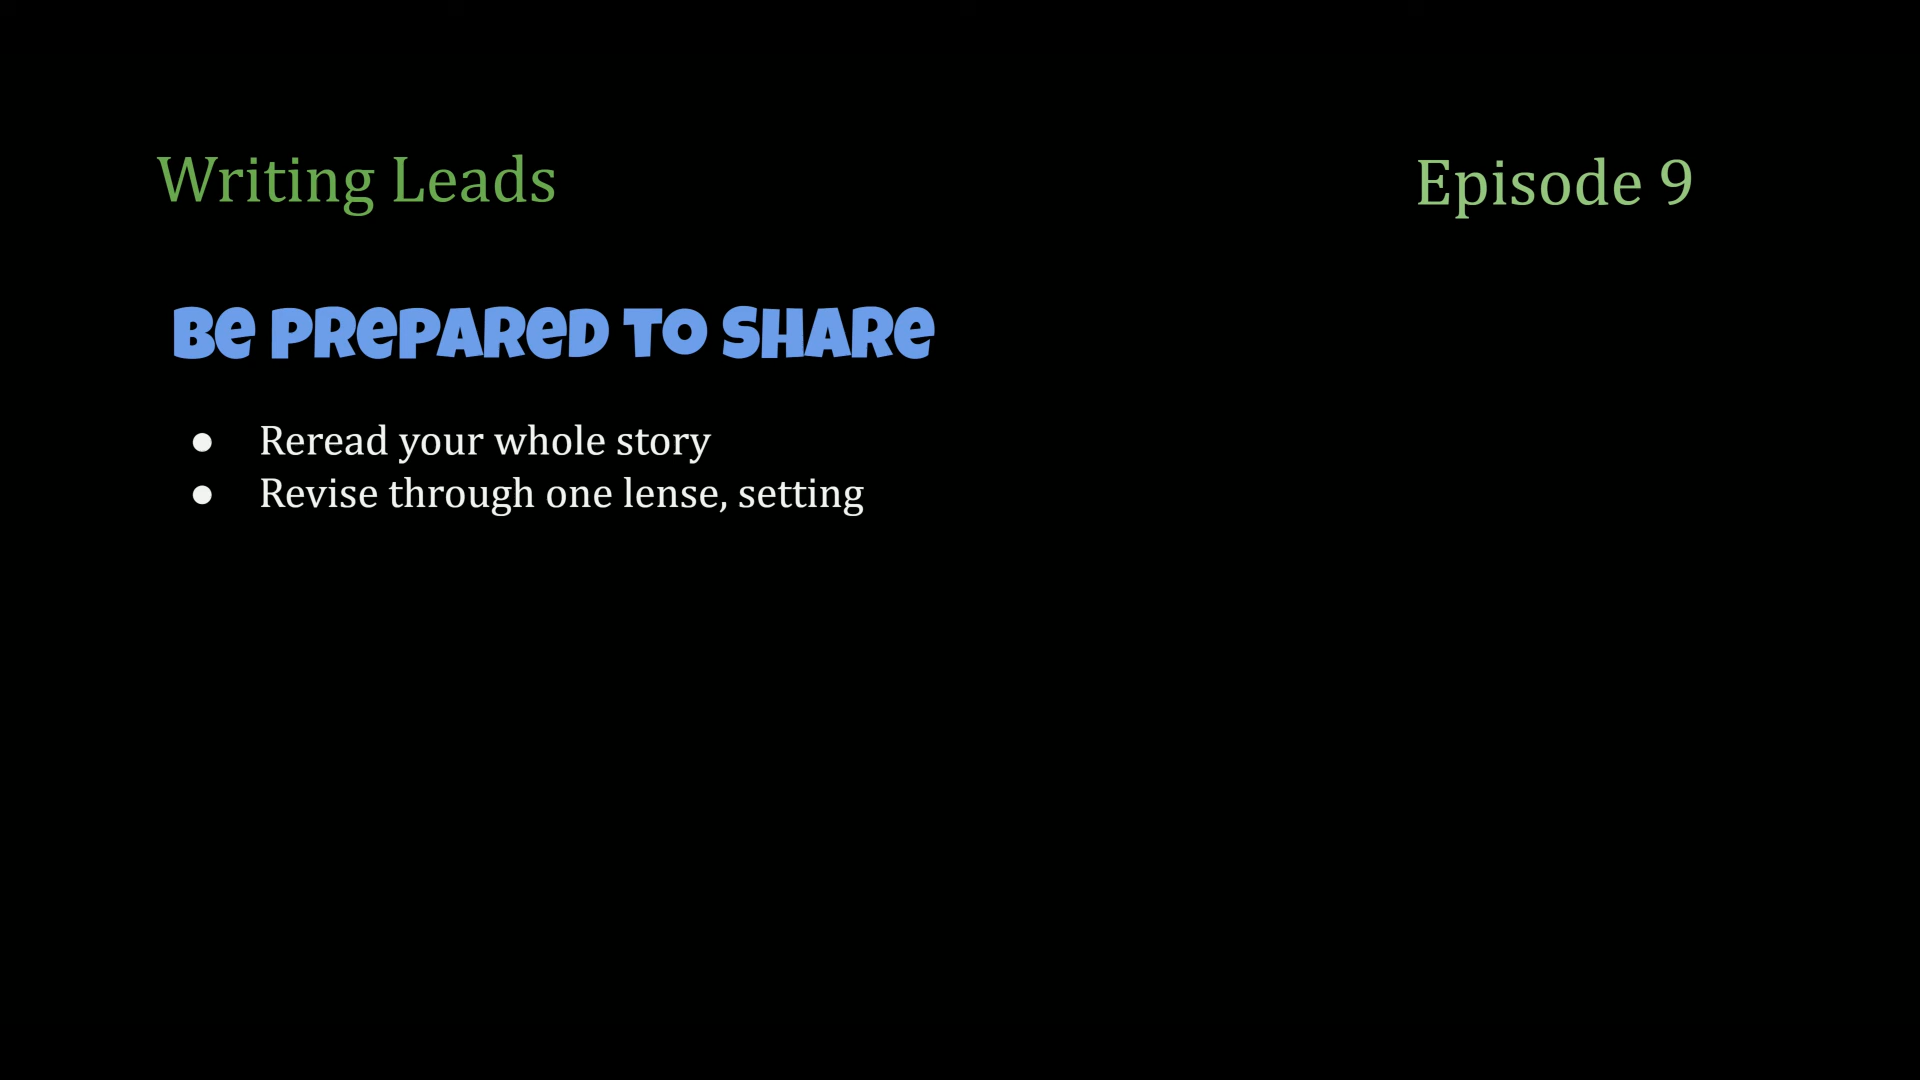 Writing Leads
Episode 9
Be prepared to share
● Reread your whole story
● Revise through one lense, setting